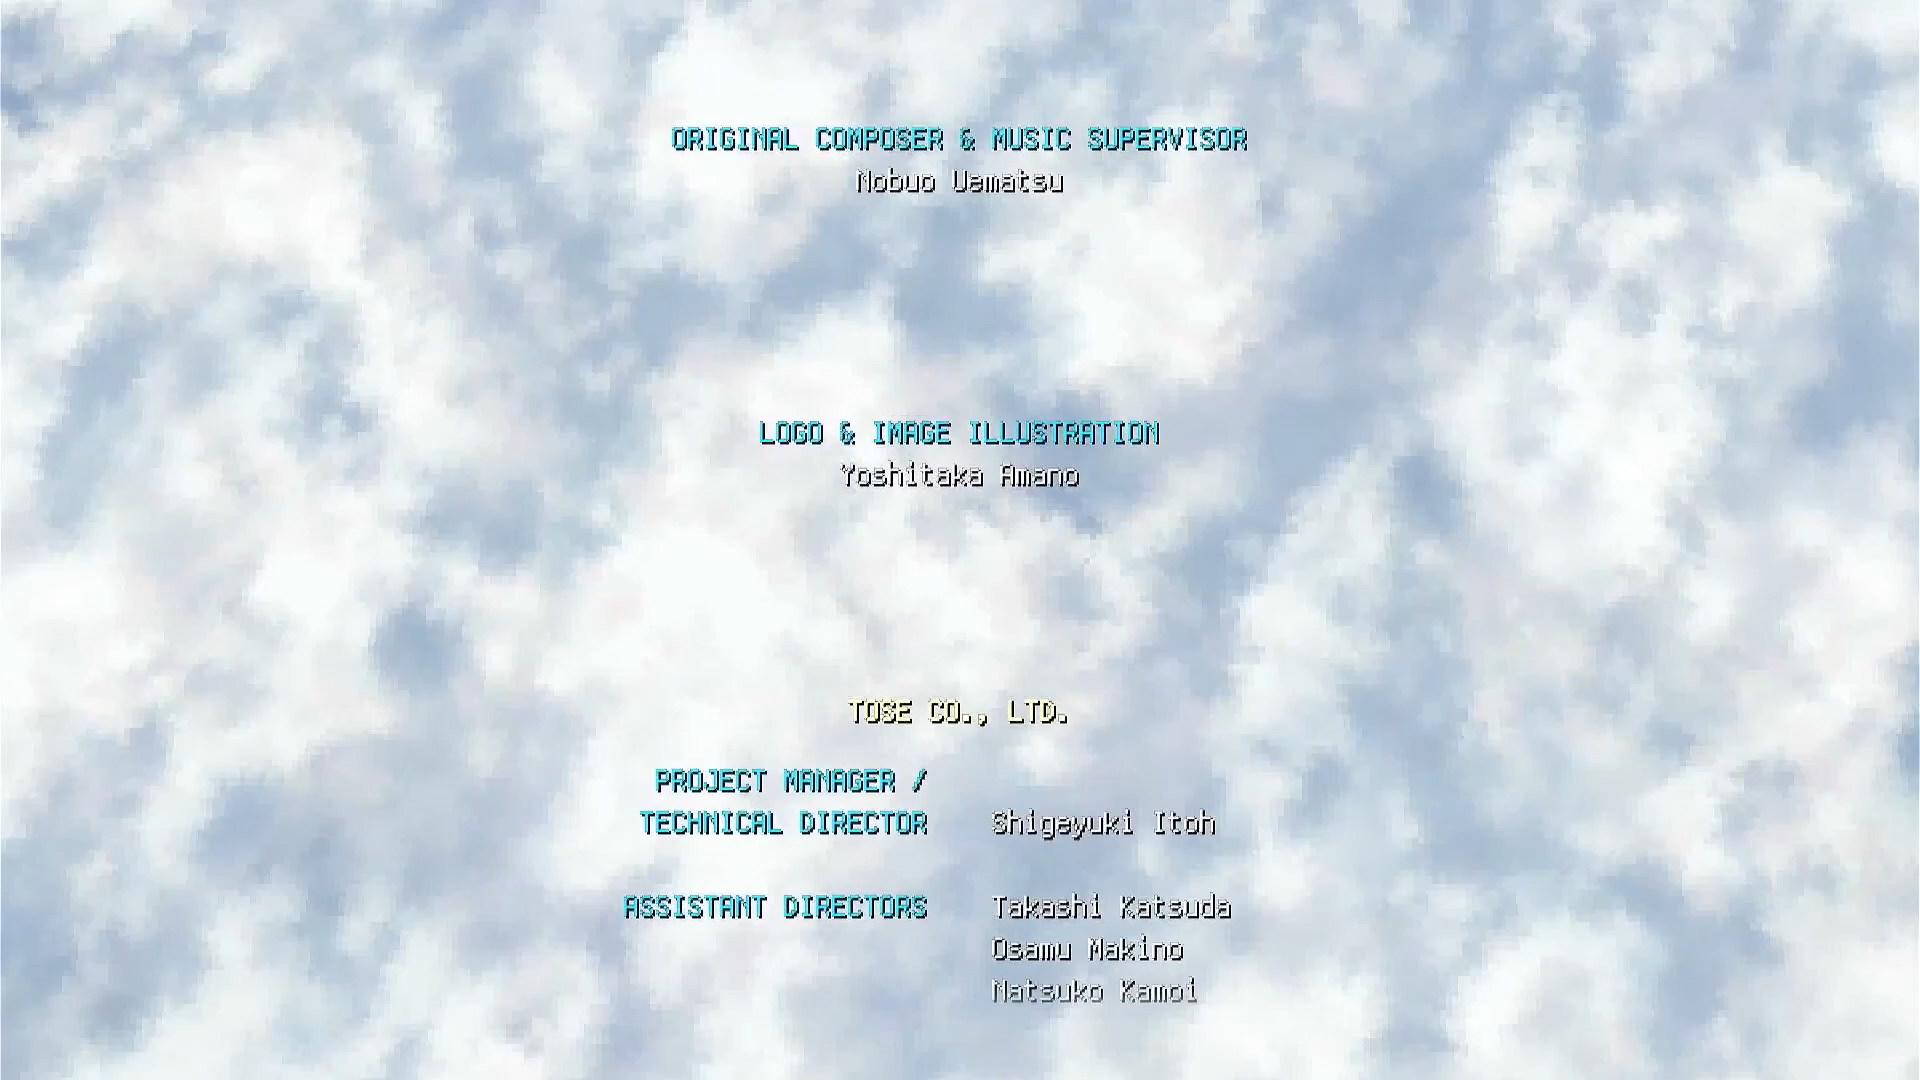 ORIGINAL COMPOSER & MUSIC SUPERVISOR
Nobuo Uematsu
LOGO & IMAGE ILLUSTRATION
Yoshitaka Amano
TOSE CO., LTD.
PROJECT MANAGER /
TECHNICAL DIRECTOR Shigeyuki Itoh
ASSISTANT DIRECTORS Takashi Katsuda
Osamu Makino
Natsuko Kamoi